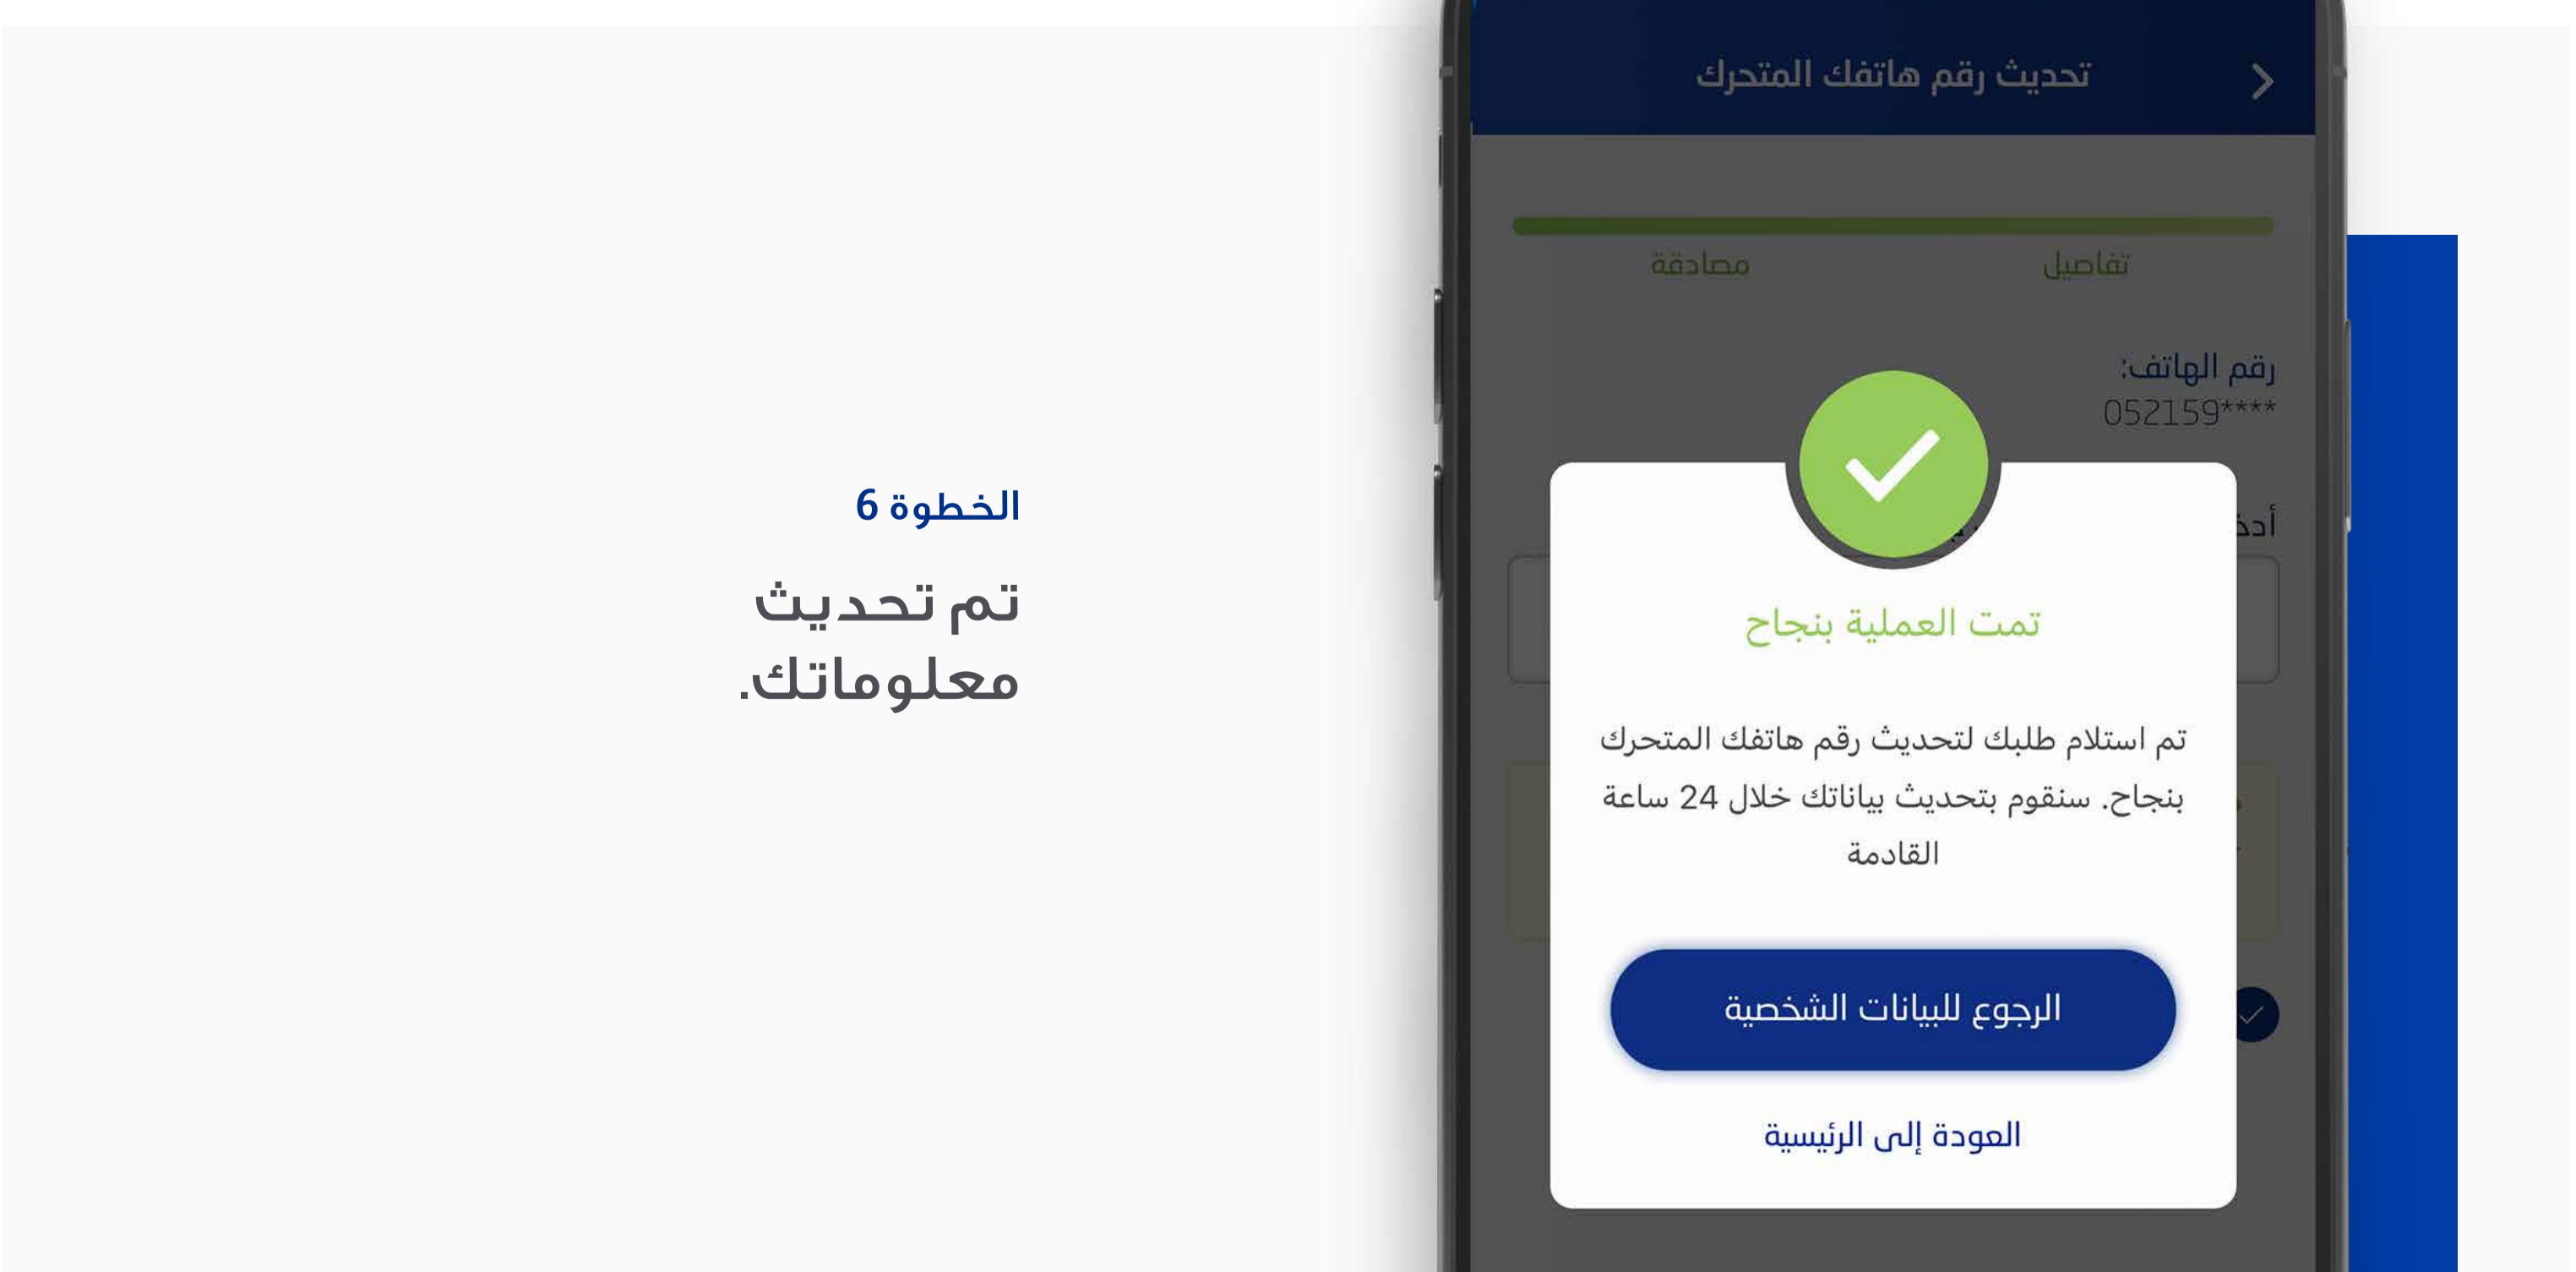 تحديث رقم هاتفك المتحرك
تفاصيل
مصادقة
رقم الهاتف:
052159****
تمت العملية بنجاح
تم استلام طلبك لتحديث رقم هاتفك المتحرك
بنجاح. سنقوم بتحديث بياناتك خلال 24 ساعة
القادمة
الرجوع للبيانات الشخصية
العودة إلى الرئيسية
الخطوة 6
تم تحديث
معلوماتك.